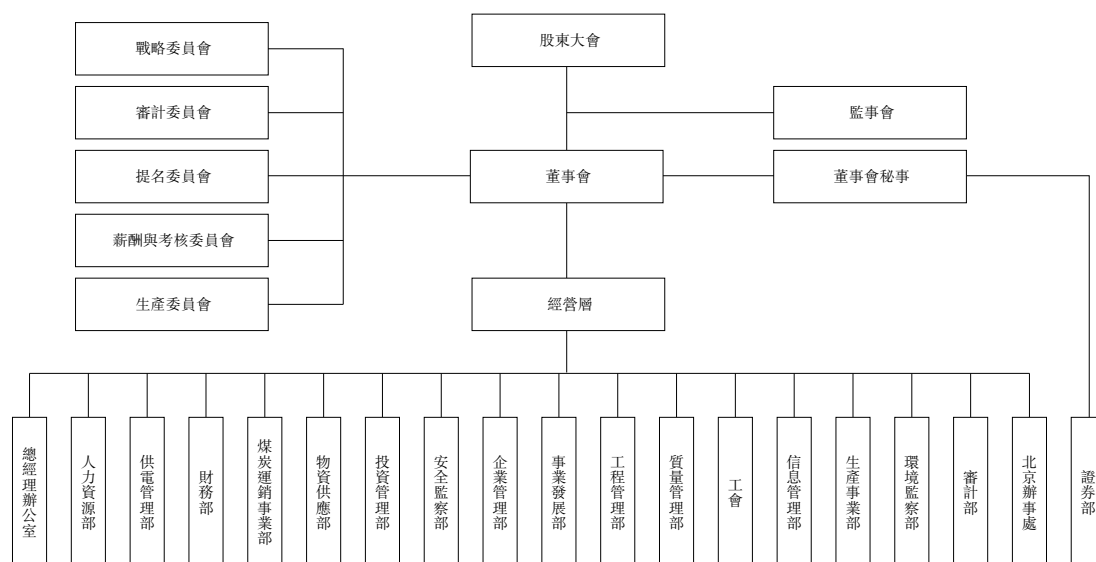 戰略委員會
股東大會
審計委員會
監事會
提名委員會
董事會
董事會秘事
薪酬與考核委員會
生產委員會
經營層
總經理辦公室
人力資源部
供電管理部
財務部
煤炭運銷事業部
物資供應部
投資管理部
安全監察部
企業管理部
事業發展部
工程管理部
質量管理部
工會
信息管理部
生產事業部
環境監察部
審計部
北京辦事處
證券部